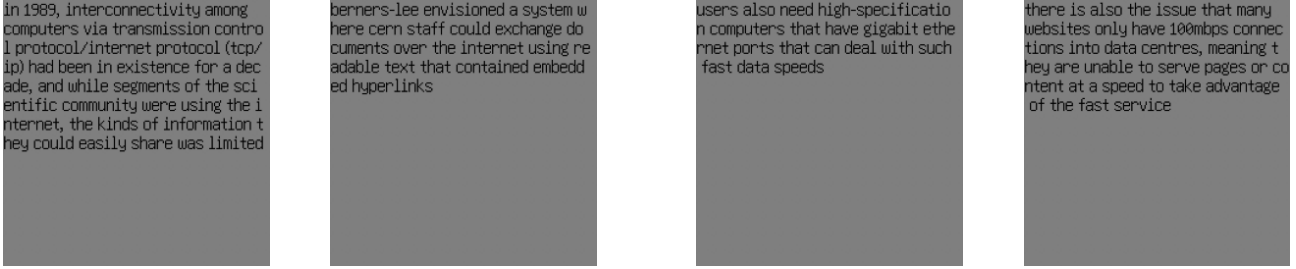 in 1989, interconnectivity among
computers via transmission contro
l protocol/internet protocol (tcp/
ip) had been in existence for a dec
ade, and while segments of the sci
entific community were using the i
nternet, the kinds of information t
hey could easily share was limited
berners-lee envisioned a system w
here cern staff could exchange do
cuments over the internet using re
adable text that contained embedd
ed hyperlinks
users also need high-specificatio
n computers that have gigabit ethe
rnet ports that can deal with such
fast data speeds
there is also the issue that many
websites only have 100mbps connec
tions into data centres, meaning t
hey are unable to serve pages or co
ntent at a speed to take advantage
of the fast service